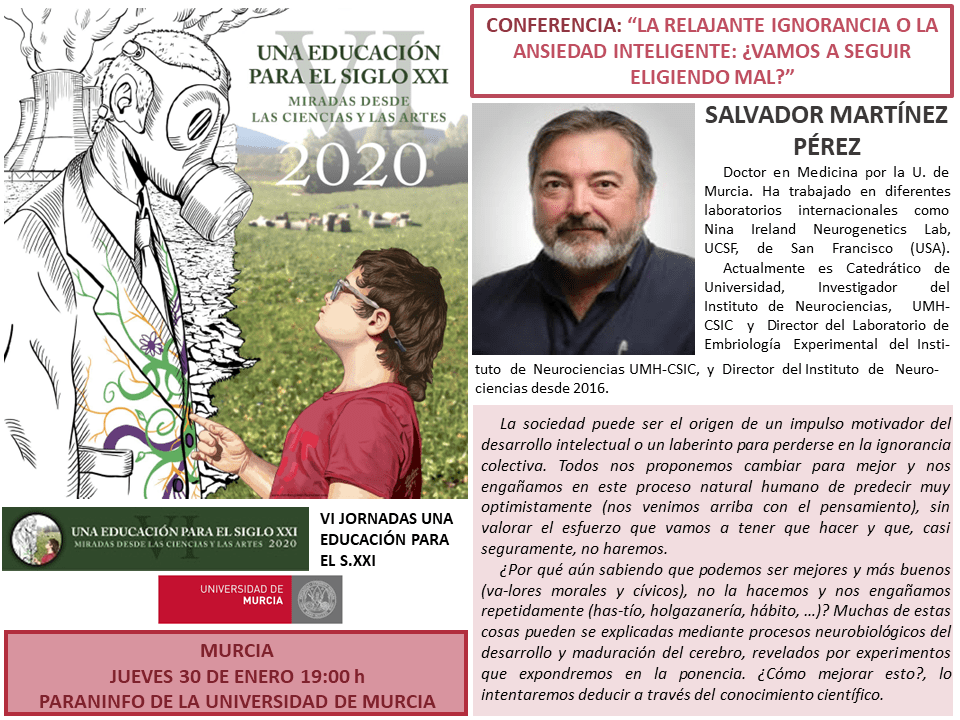 VI
UNA EDUCACIÓN
PARA EL SIGLO XXI
MIRADAS DESDE
LAS CIENCIAS Y LAS ARTES
2020
VI
UNA EDUCACIÓN PARA EL SIGLO XXI
MIRADAS DESDE LAS CIENCIAS Y LAS ARTES 2020
VI JORNADAS UNA
EDUCACIÓN PARA
EL S.XXI
UNIVERSIDAD DE
MURCIA
MURCIA
JUEVES 30 DE ENERO 19:00 h
PARANINFO DE LA UNIVERSIDAD DE MURCIA
CONFERENCIA: “LA RELAJANTE IGNORANCIA O LA
ANSIEDAD INTELIGENTE: ¿VAMOS A SEGUIR
ELIGIENDO MAL?”
SALVADOR MARTÍNEZ
PÉREZ
Doctor en Medicina por la U. de
Murcia. Ha trabajado en diferentes
laboratorios internacionales como
Nina Ireland Neurogenetics Lab,
UCSF, de San Francisco (USA).
Actualmente es Catedrático de
Universidad, Investigador del
Instituto de Neurociencias, UMH-
CSIC y Director del Laboratorio de
Embriología Experimental del Insti-
tuto de Neurociencias UMH-CSIC, y Director del Instituto de Neuro-
ciencias desde 2016.
La sociedad puede ser el origen de un impulso motivador del
desarrollo intelectual o un laberinto para perderse en la ignorancia
colectiva. Todos nos proponemos cambiar para mejor y nos
engañamos en este proceso natural humano de predecir muy
optimistamente (nos venimos arriba con el pensamiento), sin
valorar el esfuerzo que vamos a tener que hacer y que, casi
seguramente, no haremos.
¿Por qué aún sabiendo que podemos ser mejores y más buenos
(va-lores morales y cívicos), no la hacemos y nos engañamos
repetidamente (has-tío, holgazanería, hábito, …)? Muchas de estas
cosas pueden se explicadas mediante procesos neurobiológicos del
desarrollo y maduración del cerebro, revelados por experimentos
que expondremos en la ponencia. ¿Cómo mejorar esto?, lo
intentaremos deducir a través del conocimiento científico.